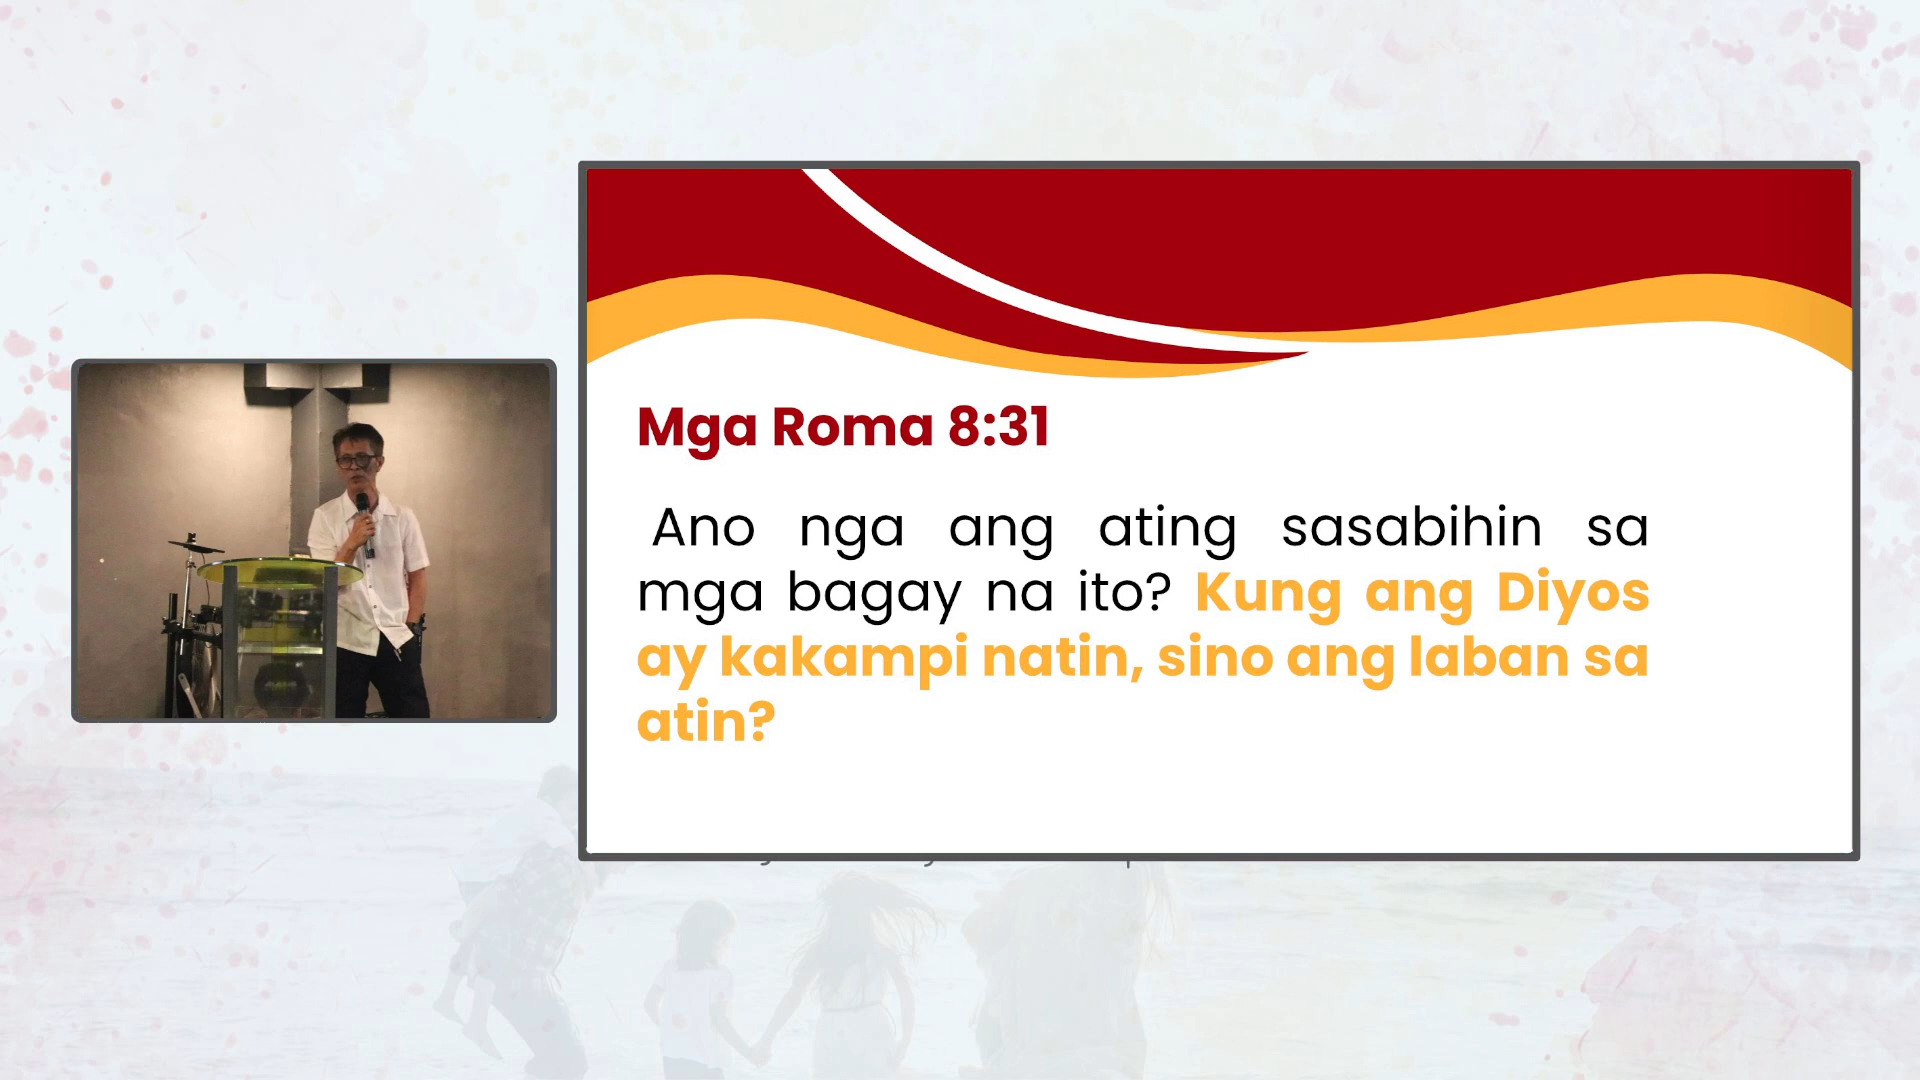 Mga Roma 8:31
Ano nga ang ating sasabihin sa
mga bagay na ito? Kung ang Diyos
ay kakampi natin, sino ang laban sa
atin?